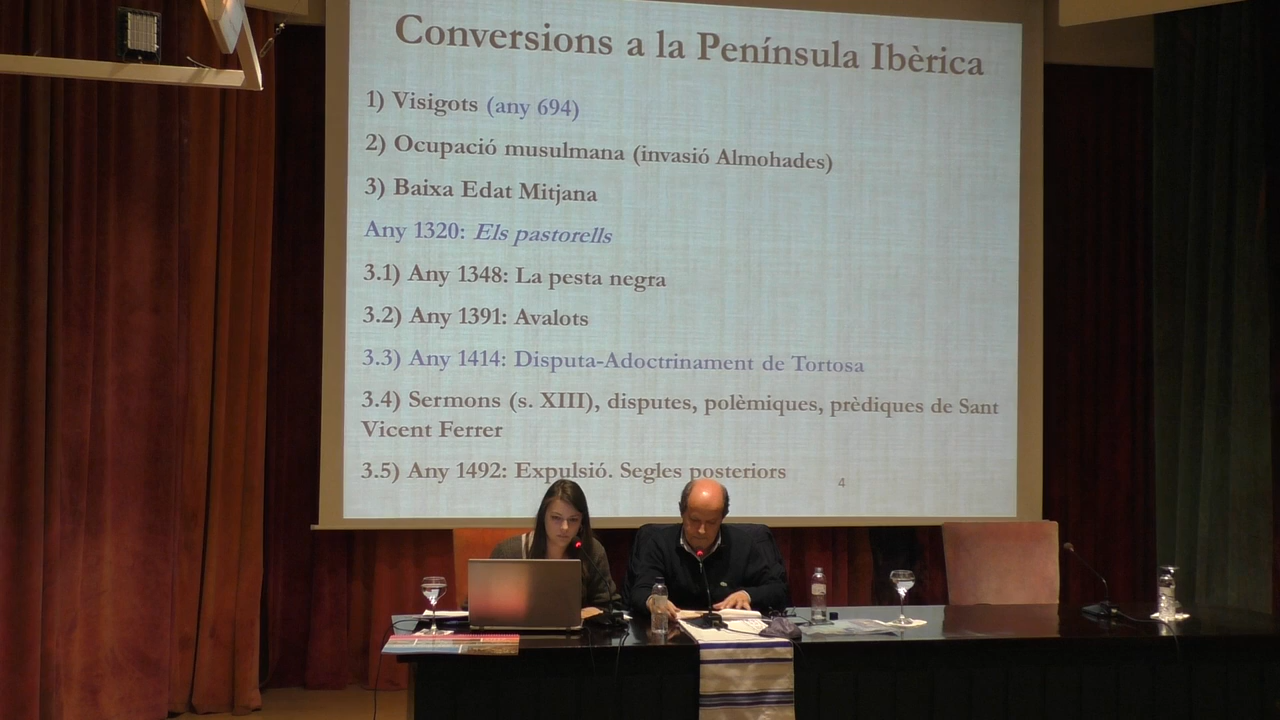 Conversions a la Península Ibèrica
1) Visigots (any 694)
2) Ocupació musulmana (invasió Almohades)
3) Baixa Edat Mitjana
Any 1320: Els pastorells
3.1) Any 1348: La pesta negra
3.2) Any 1391: Avalots
3.3) Any 1414: Disputa-Adoctrinament de Tortosa
3.4) Sermons (s. XIII), disputes, polèmiques, prèdiques de Sant
Vicent Ferrer
3.5) Any 1492: Expulsió. Segles posteriors
4